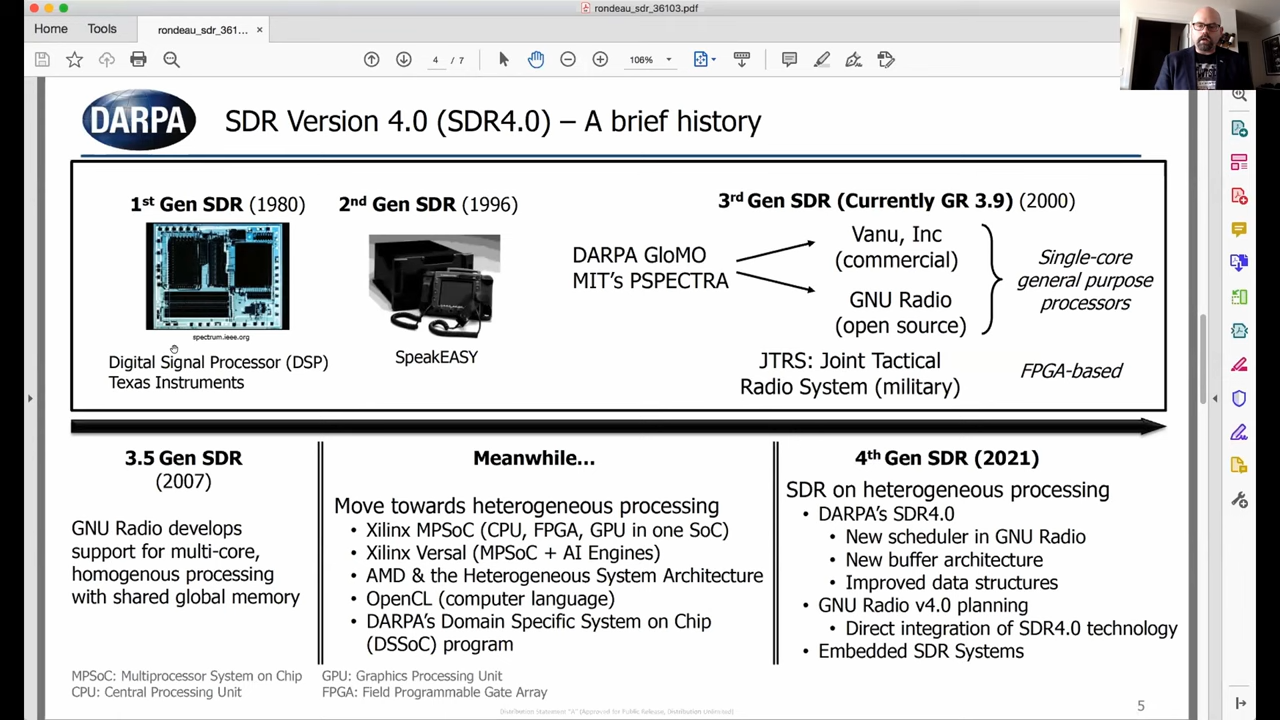 rondeau_sdr_36103.pdf
Home
Tools
rondeau_sdr_361...
×
4 / 7
106%
DARPA
SDR Version 4.0 (SDR4.0) – A brief history
1st Gen SDR (1980)
spectrum.ieee.org
Digital Signal Processor (DSP)
Texas Instruments
2nd Gen SDR (1996)
SpeakEASY
3rd Gen SDR (Currently GR 3.9) (2000)
DARPA GloMO
MIT's PSPECTRA
Vanu, Inc
(commercial)
GNU Radio
(open source)
Single-core
general purpose
processors
JTRS: Joint Tactical
Radio System (military)
FPGA-based
3.5 Gen SDR
(2007)
GNU Radio develops
support for multi-core,
homogenous processing
with shared global memory
Meanwhile...
Move towards heterogeneous processing
• Xilinx MPSoC (CPU, FPGA, GPU in one SoC)
• Xilinx Versal (MPSoC + AI Engines)
• AMD & the Heterogeneous System Architecture
• OpenCL (computer language)
• DARPA's Domain Specific System on Chip
(DSSoC) program
4th Gen SDR (2021)
SDR on heterogeneous processing
• DARPA's SDR4.0
• New scheduler in GNU Radio
• New buffer architecture
• Improved data structures
• GNU Radio v4.0 planning
• Direct integration of SDR4.0 technology
• Embedded SDR Systems
MPSoC: Multiprocessor System on Chip
CPU: Central Processing Unit
GPU: Graphics Processing Unit
FPGA: Field Programmable Gate Array
Distribution Statement "A" (Approved for Public Release, Distribution Unlimited)
5